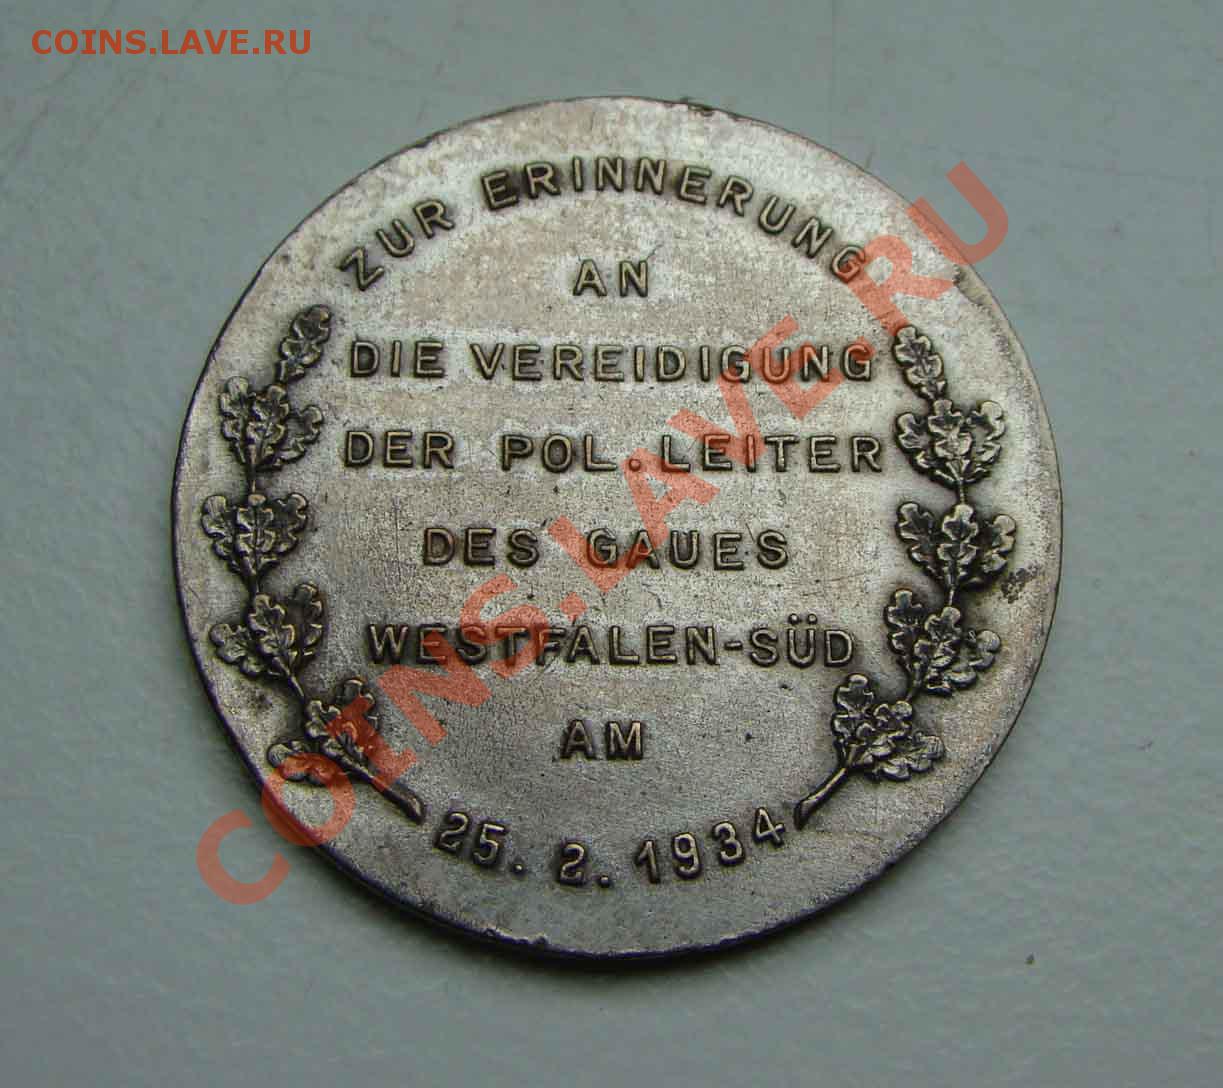 COINS.LAVE.RU
ZUR ERINNERUNG
AN
DIE VEREIDIGUNG
DER POL. LEITER
DES GAUES
WESTFALEN-SÜD
AM
25. 2. 1934
COINS.LAVE.RU